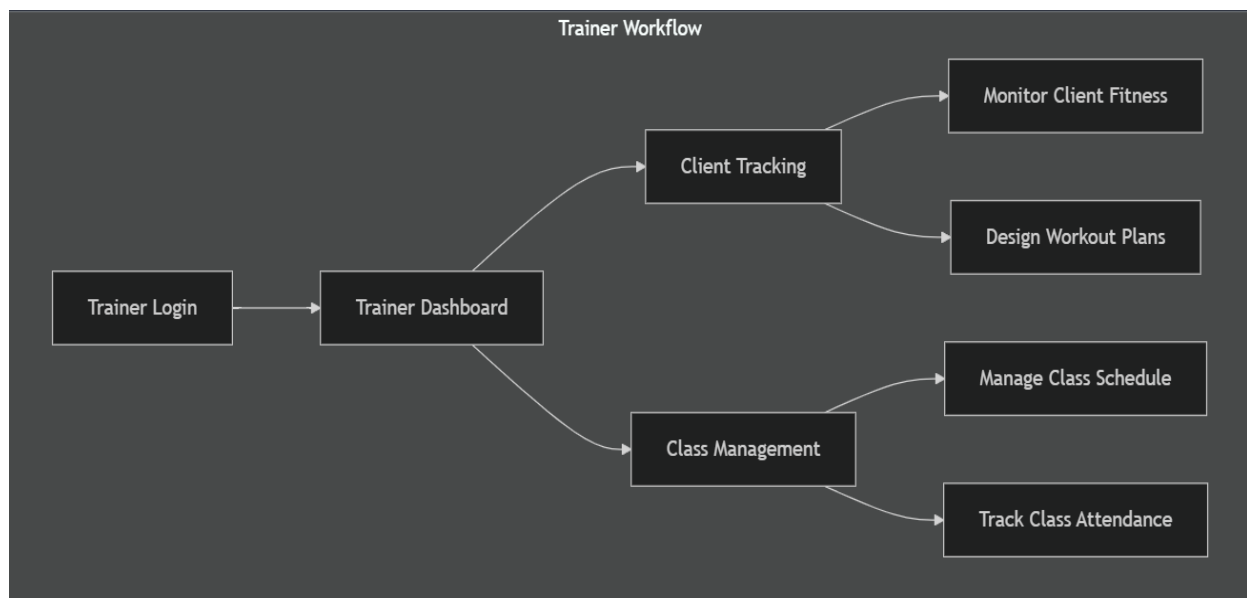 Trainer Workflow
Monitor Client Fitness
Client Tracking
Design Workout Plans
Trainer Login
Trainer Dashboard
Manage Class Schedule
Class Management
Track Class Attendance